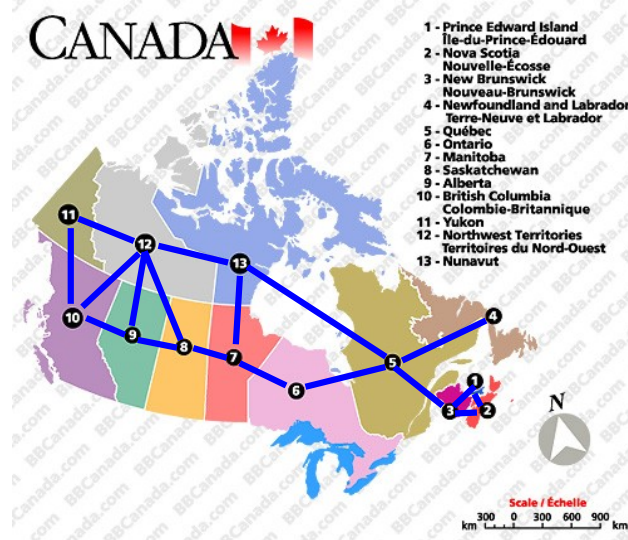 CANADA
1 - Prince Edward Island
Île-du-Prince-Édouard
2 - Nova Scotia
Nouvelle-Écosse
3 - New Brunswick
Nouveau-Brunswick
4 - Newfoundland and Labrador
Terre-Neuve et Labrador
5 - Québec
6 - Ontario
7 - Manitoba
8 - Saskatchewan
9 - Alberta
10 - British Columbia
Colombie-Britannique
11 - Yukon
12 - Northwest Territories
Territoires du Nord-Ouest
13 - Nunavut
11
12
13
10
9
8
7
6
5
4
1
3
2
N
Scale / Échelle
km 300 0 300 600 900 km
BBCanada.com